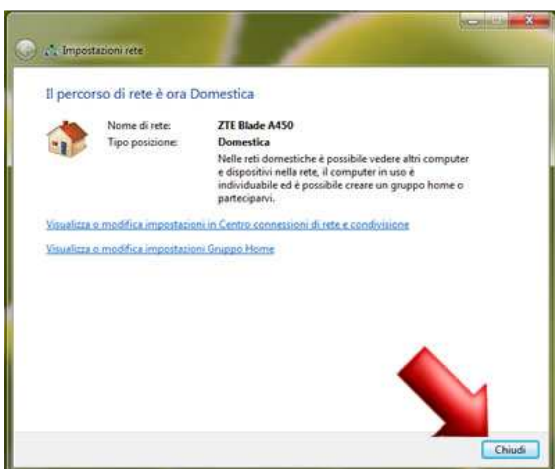 Impostazioni rete
Il percorso di rete è ora Domestica
Nome di rete: ZTE Blade A450
Tipo posizione: Domestica
Nelle reti domestiche è possibile vedere altri computer
e dispositivi nella rete, il computer in uso è
individuabile ed è possibile creare un gruppo home o
parteciparvi.
Visualizza o modifica impostazioni in Centro connessioni di rete e condivisione
Visualizza o modifica impostazioni Gruppo Home
Chiudi